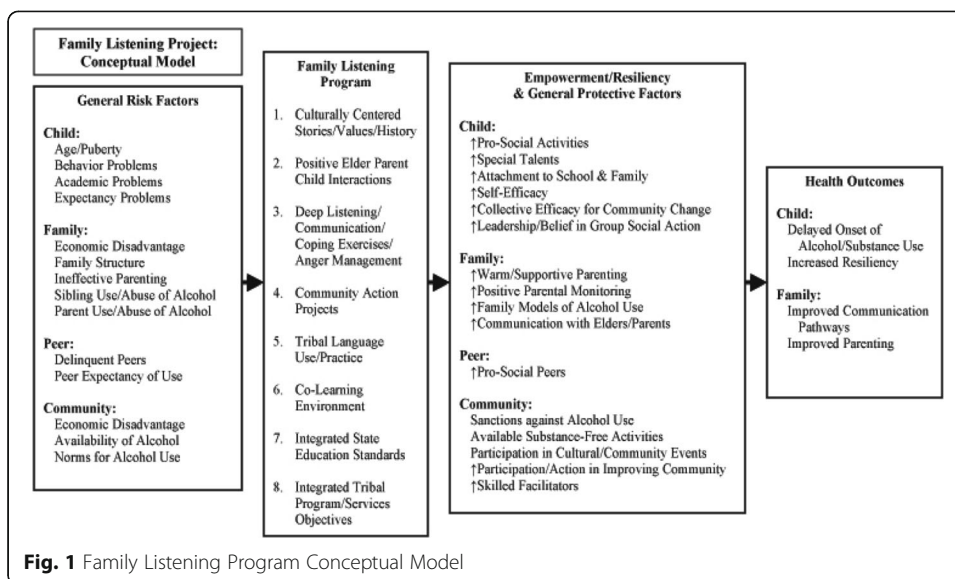 Family Listening Project:
Conceptual Model
General Risk Factors
Child:
Age/Puberty
Behavior Problems
Academic Problems
Expectancy Problems
Family:
Economic Disadvantage
Family Structure
Ineffective Parenting
Sibling Use/Abuse of Alcohol
Parent Use/Abuse of Alcohol
Peer:
Delinquent Peers
Peer Expectancy of Use
Community:
Economic Disadvantage
Availability of Alcohol
Norms for Alcohol Use
Family Listening
Program
1. Culturally Centered
Stories/Values/History
2. Positive Elder Parent
Child Interactions
3. Deep Listening/
Communication/
Coping Exercises/
Anger Management
4. Community Action
Projects
5. Tribal Language
Use/Practice
6. Co-Learning
Environment
7. Integrated State
Education Standards
8. Integrated Tribal
Program/Services
Objectives
Empowerment/Resiliency
& General Protective Factors
Child:
↑Pro-Social Activities
↑Special Talents
↑Attachment to School & Family
↑Self-Efficacy
↑Collective Efficacy for Community Change
↑Leadership/Belief in Group Social Action
Family:
↑Warm/Supportive Parenting
↑Positive Parental Monitoring
↑Family Models of Alcohol Use
↑Communication with Elders/Parents
Peer:
↑Pro-Social Peers
Community:
Sanctions against Alcohol Use
Available Substance-Free Activities
Participation in Cultural/Community Events
↑Participation/Action in Improving Community
↑Skilled Facilitators
Health Outcomes
Child:
Delayed Onset of
Alcohol/Substance Use
Increased Resiliency
Family:
Improved Communication
Pathways
Improved Parenting
Fig. 1 Family Listening Program Conceptual Model